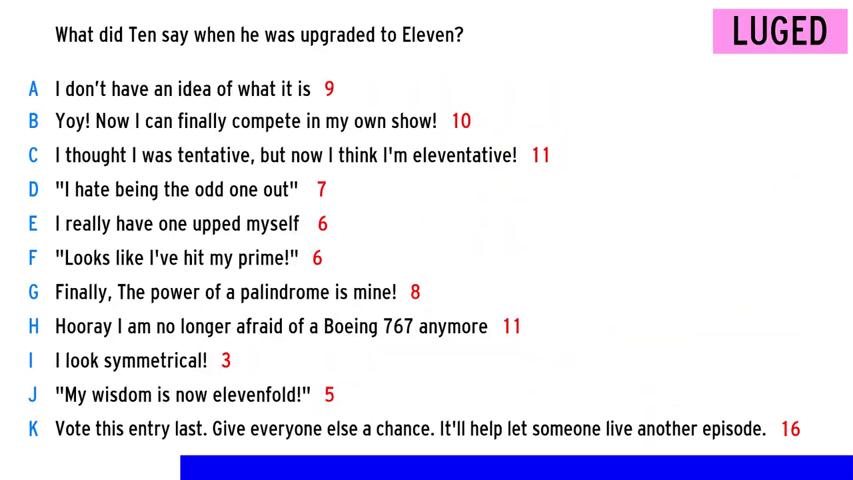 What did Ten say when he was upgraded to Eleven?
LUGED
A I don't have an idea of what it is 9
B Yoy! Now I can finally compete in my own show! 10
C I thought I was tentative, but now I think I'm eleventative! 11
D "I hate being the odd one out" 7
E I really have one upped myself 6
F "Looks like I've hit my prime!" 6
G Finally, The power of a palindrome is mine! 8
H Hooray I am no longer afraid of a Boeing 767 anymore 11
I I look symmetrical! 3
J "My wisdom is now elevenfold!" 5
K Vote this entry last. Give everyone else a chance. It'll help let someone live another episode. 16